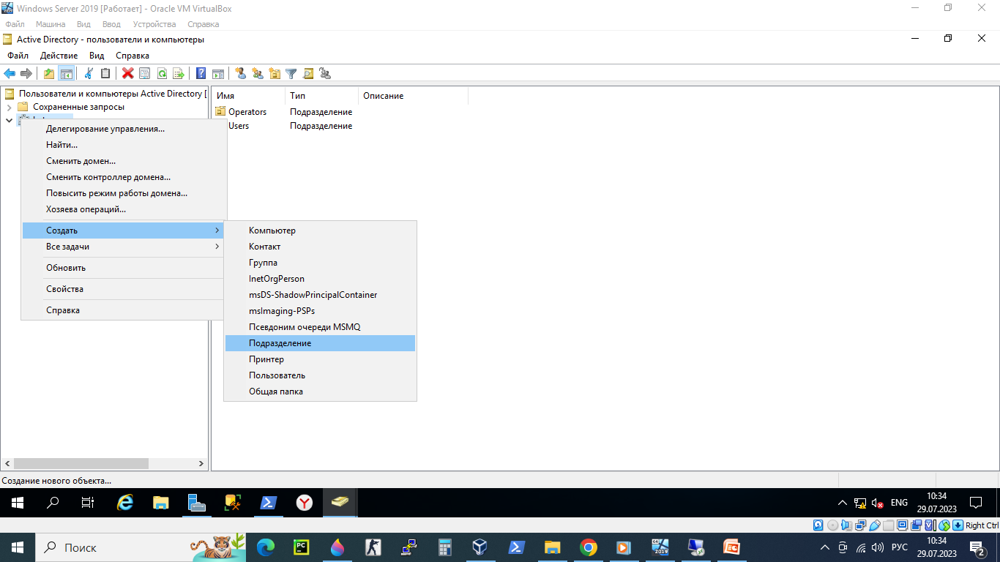 Windows Server 2019 [Работает] - Oracle VM VirtualBox
Файл Машина Вид Ввод Устройства Справка
Active Directory - пользователи и компьютеры
Файл Действие Вид Справка
Пользователи и компьютеры Active Directory [
Сохраненные запросы
Имя Тип Описание
Operators Подразделение
Users Подразделение
Делегирование управления...
Найти...
Сменить домен...
Сменить контроллер домена...
Повысить режим работы домена...
Хозяева операций...
Создать
Все задачи
Обновить
Свойства
Справка
Компьютер
Контакт
Группа
InetOrgPerson
msDS-ShadowPrincipalContainer
msImaging-PSPs
Псевдоним очереди MSMQ
Подразделение
Принтер
Пользователь
Общая папка
Создание нового объекта...
ENG
10:34
29.07.2023
Right Ctrl
Поиск
PC
2019
РУС
10:34
29.07.2023
2